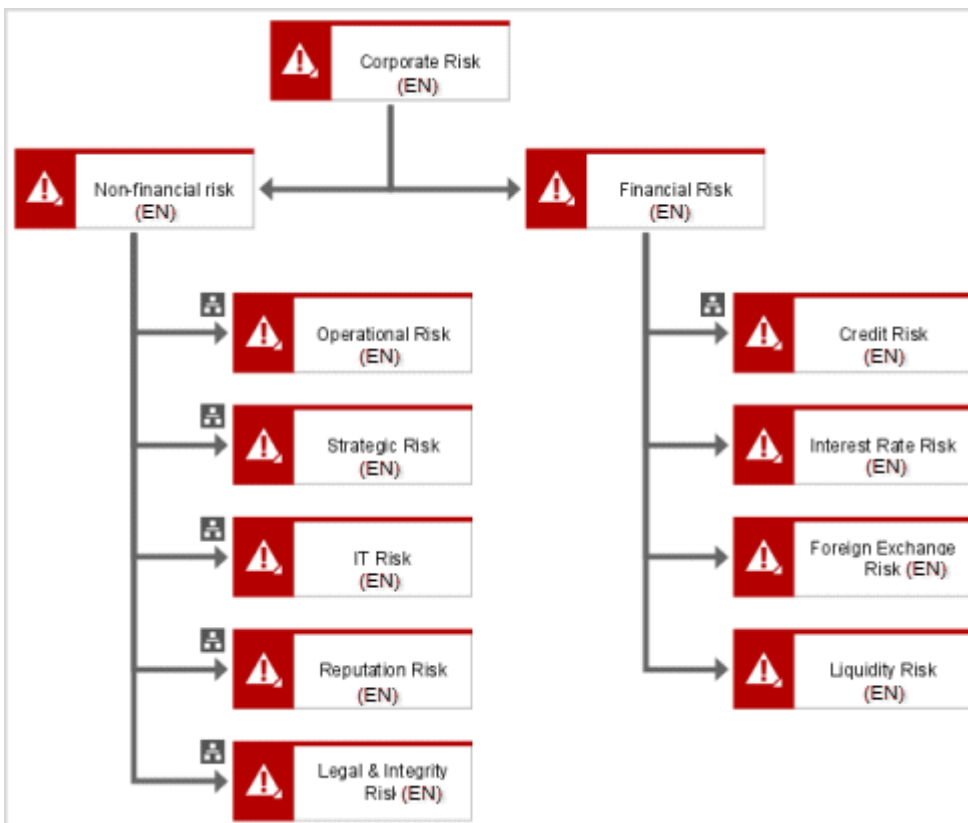 Corporate Risk
(EN)
Non-financial risk
(EN)
Financial Risk
(EN)
Operational Risk
(EN)
Credit Risk
(EN)
Strategic Risk
(EN)
Interest Rate Risk
(EN)
IT Risk
(EN)
Foreign Exchange
Risk (EN)
Reputation Risk
(EN)
Liquidity Risk
(EN)
Legal & Integrity
Risk (EN)